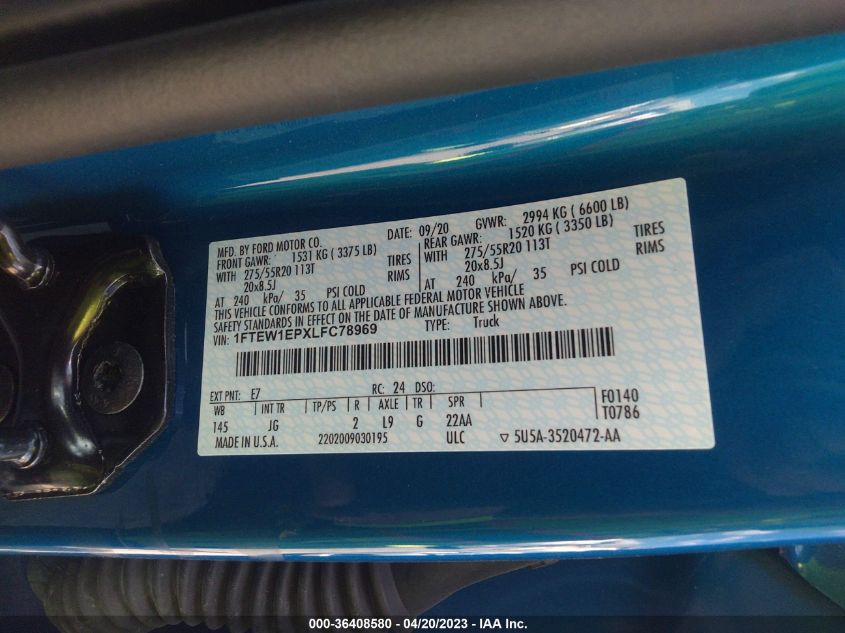 MFD. BY FORD MOTOR CO.
DATE: 09/20 GVWR: 2994 KG ( 6600 LB)
FRONT GAWR: 1531 KG ( 3375 LB)
REAR GAWR: 1520 KG ( 3350 LB)
WITH 275/55R20 113T TIRES
WITH 275/55R20 113T TIRES
20x8.5J RIMS
20x8.5J RIMS
AT 240 kPa/ 35 PSI COLD
AT 240 kPa/ 35 PSI COLD
THIS VEHICLE CONFORMS TO ALL APPLICABLE FEDERAL MOTOR VEHICLE
SAFETY STANDARDS IN EFFECT ON THE DATE OF MANUFACTURE SHOWN ABOVE.
VIN: 1FTEW1EPXLFC78969 TYPE: Truck
EXT PNT: E7 RC: 24 DSO: F0140
WB INT TR TP/PS R AXLE TR SPR T0786
145 JG 2 L9 G 22AA
MADE IN U.S.A. 2202009030195 ULC ▽ 5U5A-3520472-AA
000-36408580 - 04/20/2023 - IAA Inc.